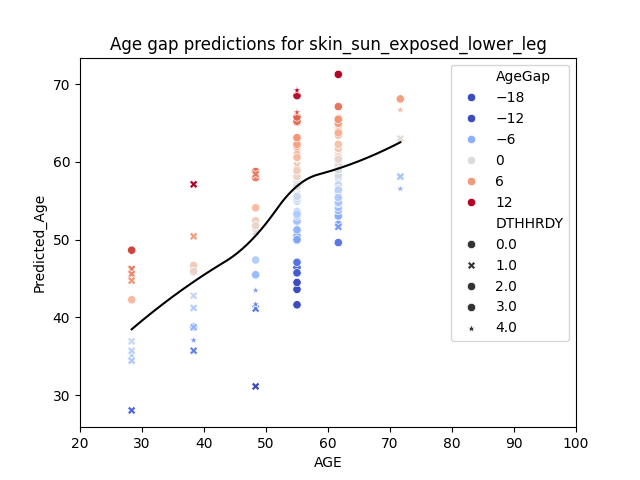 Age gap predictions for skin_sun_exposed_lower_leg
Predicted_Age
70
60
50
40
30
20 30 40 50 60 70 80 90 100
AGE
AgeGap
−18
−12
−6
0
6
12
DTHHRDY
0.0
1.0
2.0
3.0
4.0